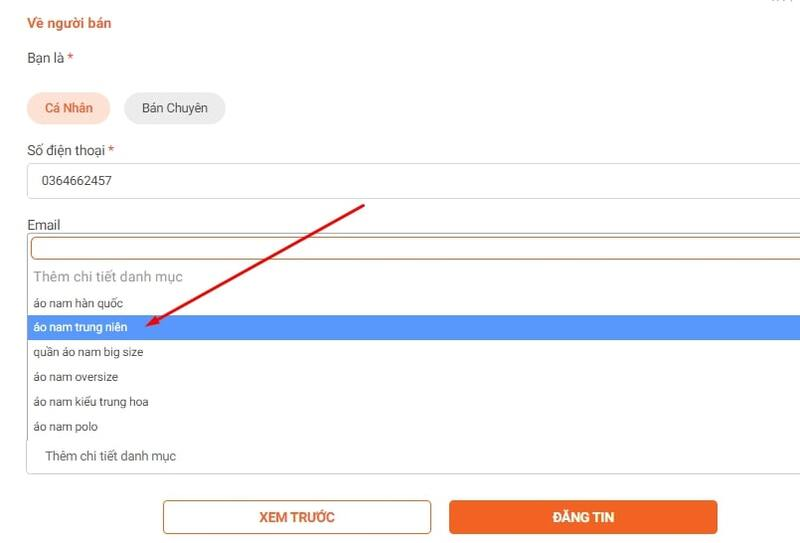 Về người bán
Bạn là *
Cá Nhân
Bán Chuyên
Số điện thoại *
0364662457
Email
Thêm chi tiết danh mục
áo nam hàn quốc
áo nam trung niên
quần áo nam big size
áo nam oversize
áo nam kiểu trung hoa
áo nam polo
Thêm chi tiết danh mục
XEM TRƯỚC
ĐĂNG TIN